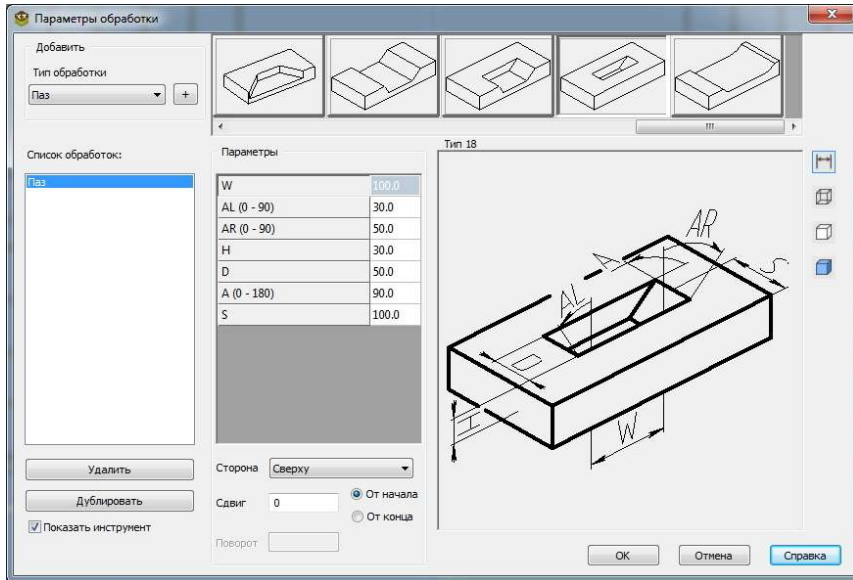 Параметры обработки
Добавить
Тип обработки
Паз
+
Список обработок:
Паз
Удалить
Дублировать
Показать инструмент
Параметры
W 100.0
AL (0 - 90) 30.0
AR (0 - 90) 50.0
H 30.0
D 50.0
A (0 - 180) 90.0
S 100.0
Сторона Сверху
Сдвиг 0
От начала
От конца
Поворот
Тип 18
AR
A
S
AL
D
H
W
OK
Отмена
Справка